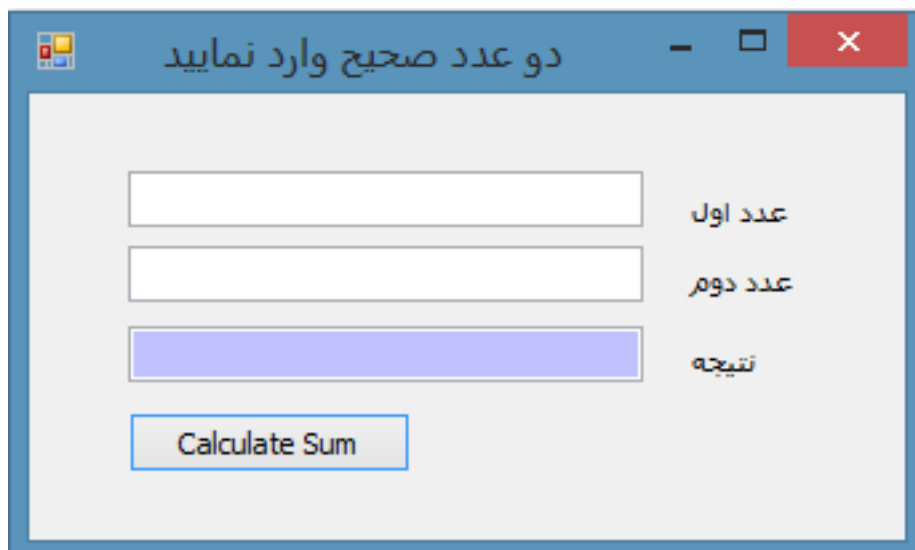 دو عدد صحیح وارد نمایید
عدد اول
عدد دوم
نتیجه
Calculate Sum